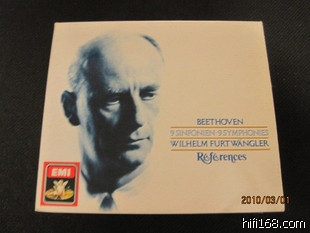 BEETHOVEN
9 SINFONIEN · 9 SYMPHONIES
WILHELM FURTWÄNGLER
Références
EMI
2010/03/01
hifi168.com